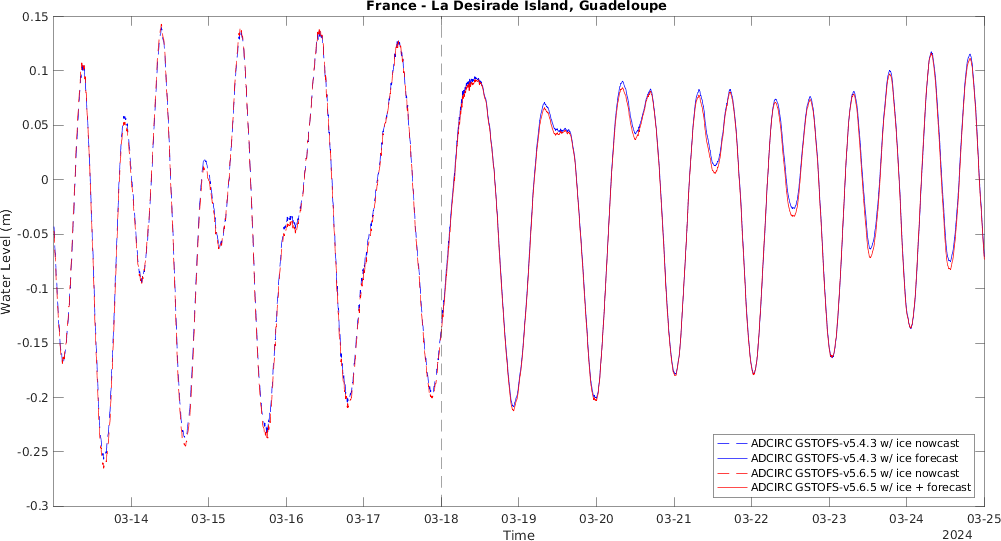 France - La Desirade Island, Guadeloupe
0.15
0.1
0.05
0
-0.05
-0.1
-0.15
-0.2
-0.25
-0.3
Water Level (m)
ADCIRC GSTOFS-v5.4.3 w/ ice nowcast
ADCIRC GSTOFS-v5.4.3 w/ ice forecast
ADCIRC GSTOFS-v5.6.5 w/ ice nowcast
ADCIRC GSTOFS-v5.6.5 w/ ice + forecast
03-14 03-15 03-16 03-17 03-18 03-19 03-20 03-21 03-22 03-23 03-24 03-25
Time
2024